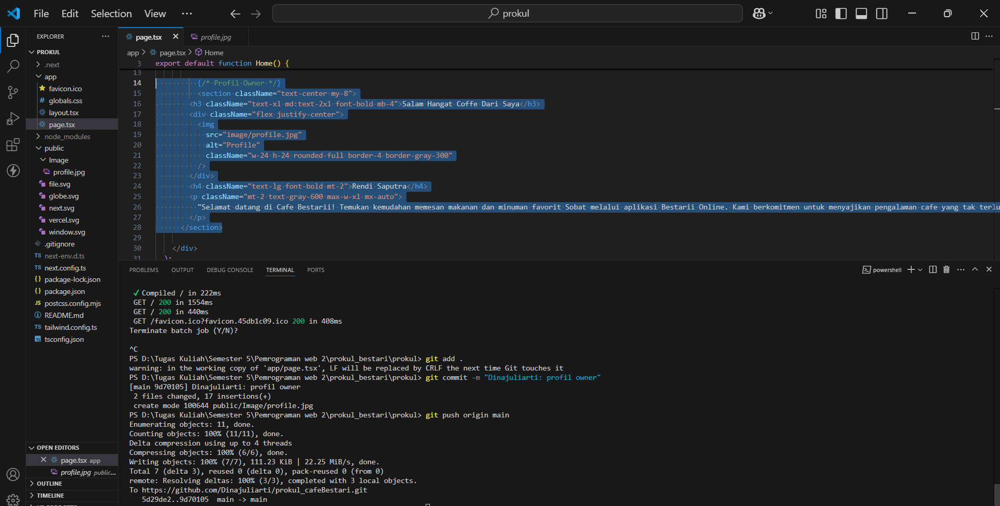 File Edit Selection View ···
prokul
EXPLORER
PROKUL
.next
app
favicon.ico
# globals.css
layout.tsx
page.tsx
node_modules
public
Image
profile.jpg
file.svg
globe.svg
next.svg
vercel.svg
window.svg
.gitignore
TS next-env.d.ts
TS next.config.ts
{} package-lock.json
{} package.json
JS postcss.config.mjs
README.md
TS tailwind.config.ts
tsconfig.json
OPEN EDITORS
page.tsx app
profile.jpg public...
OUTLINE
TIMELINE
page.tsx
profile.jpg
app > page.tsx > Home
3 export default function Home() {
13
14 {/* Profil Owner */}
15 <section className="text-center my-8">
16 <h3 className="text-xl md:text-2xl font-bold mb-4">Salam Hangat Coffe Dari Saya</h3>
17 <div className="flex justify-center">
18 <img
19 src="image/profile.jpg"
20 alt="Profile"
21 className="w-24 h-24 rounded-full border-4 border-gray-300"
22 />
23 </div>
24 <h4 className="text-lg font-bold mt-2">Rendi Saputra</h4>
25 <p className="mt-2 text-gray-600 max-w-xl mx-auto">
26 "Selamat datang di Cafe Bestarii! Temukan kemudahan memesan makanan dan minuman favorit Sobat melalui aplikasi Bestarii Online. Kami berkomitmen untuk menyajikan pengalaman cafe yang tak terlu
27 </p>
28 </section>
29
30 </div>
31 );
PROBLEMS OUTPUT DEBUG CONSOLE TERMINAL PORTS
powershell
✓ Compiled / in 222ms
GET / 200 in 1554ms
GET / 200 in 440ms
GET /favicon.ico?favicon.45db1c09.ico 200 in 408ms
Terminate batch job (Y/N)?
^C
PS D:\Tugas Kuliah\Semester 5\Pemrograman web 2\prokul_bestari\prokul> git add .
warning: in the working copy of 'app/page.tsx', LF will be replaced by CRLF the next time Git touches it
PS D:\Tugas Kuliah\Semester 5\Pemrograman web 2\prokul_bestari\prokul> git commit -m "Dinajuliarti: profil owner"
[main 9d70105] Dinajuliarti: profil owner
2 files changed, 17 insertions(+)
create mode 100644 public/Image/profile.jpg
PS D:\Tugas Kuliah\Semester 5\Pemrograman web 2\prokul_bestari\prokul> git push origin main
Enumerating objects: 11, done.
Counting objects: 100% (11/11), done.
Delta compression using up to 4 threads
Compressing objects: 100% (6/6), done.
Writing objects: 100% (7/7), 111.23 KiB | 22.25 MiB/s, done.
Total 7 (delta 3), reused 0 (delta 0), pack-reused 0 (from 0)
remote: Resolving deltas: 100% (3/3), completed with 3 local objects.
To https://github.com/Dinajuliarti/prokul_cafeBestari.git
5d29de2..9d70105 main -> main